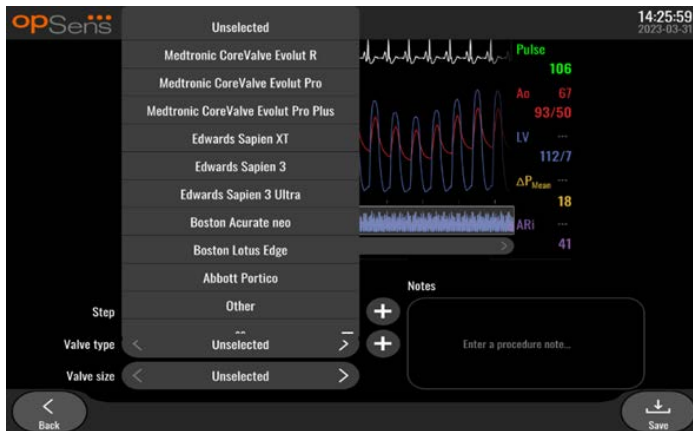 opSens
14:25:59
2023-03-31
Unselected
Medtronic CoreValve Evolut R
Medtronic CoreValve Evolut Pro
Medtronic CoreValve Evolut Pro Plus
Edwards Sapien XT
Edwards Sapien 3
Edwards Sapien 3 Ultra
Boston Acurate neo
Boston Lotus Edge
Abbott Portico
Other
Pulse
106
Ao 67
93/50
LV ---
112/7
ΔPMean ---
18
ARi ---
41
Step
Valve type < Unselected >
Valve size < Unselected >
Notes
Enter a procedure note...
Back
Save